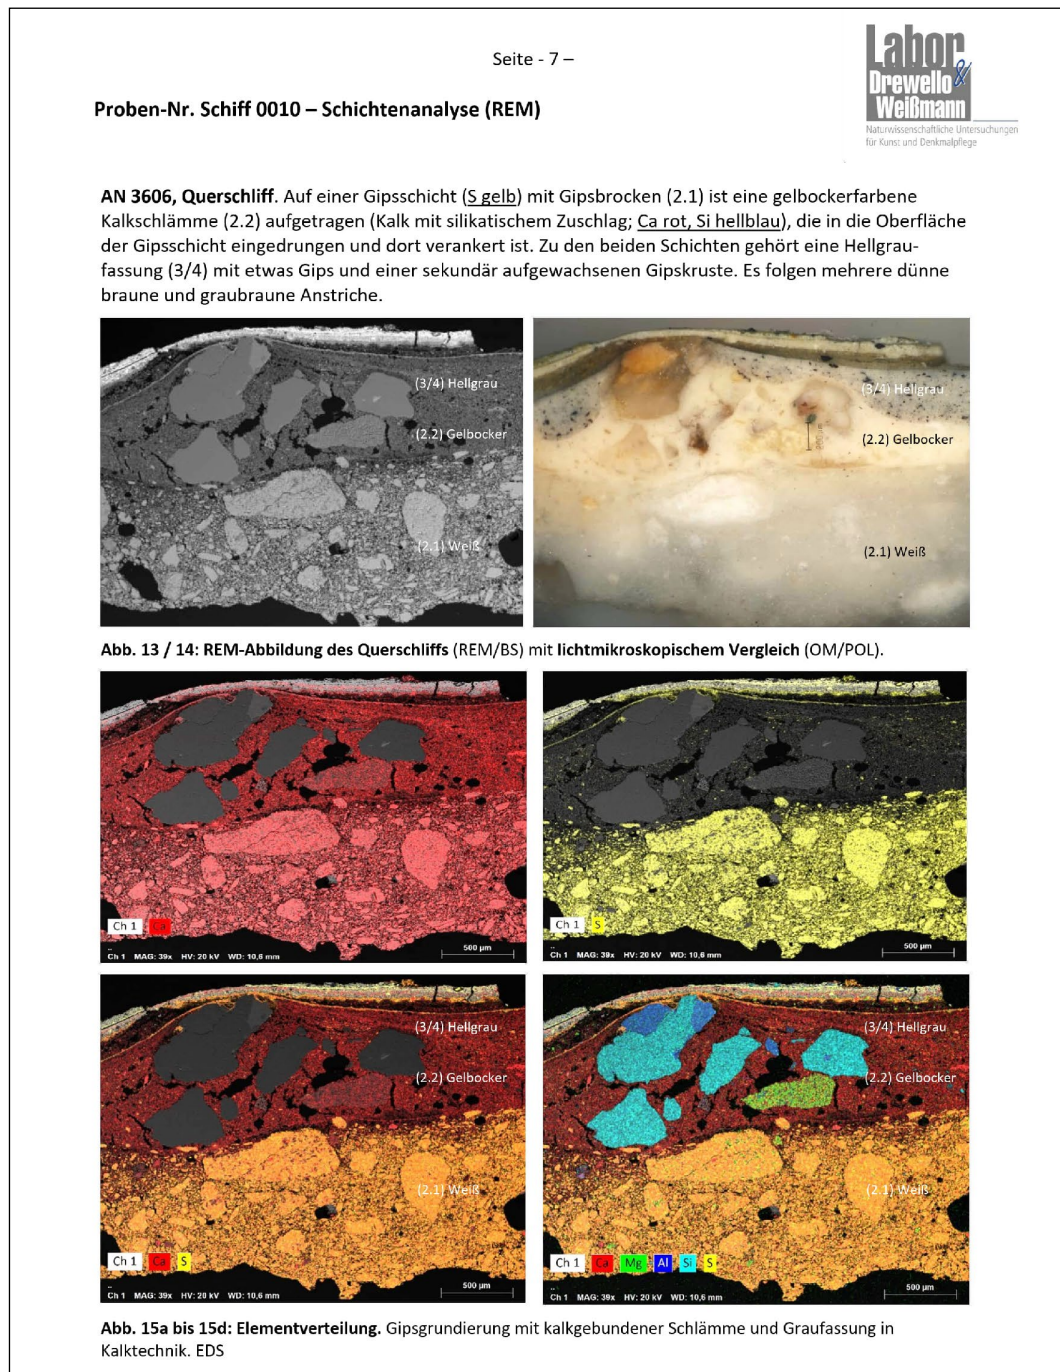 Seite - 7 –
Labor
Drewello &
Weißmann
Naturwissenschaftliche Untersuchungen
für Kunst und Denkmalpflege
Proben-Nr. Schiff 0010 – Schichtenanalyse (REM)
AN 3606, Querschliff. Auf einer Gipsschicht (S gelb) mit Gipsbrocken (2.1) ist eine gelbockerfarbene
Kalkschlämme (2.2) aufgetragen (Kalk mit silikatischem Zuschlag; Ca rot, Si hellblau), die in die Oberfläche
der Gipsschicht eingedrungen und dort verankert ist. Zu den beiden Schichten gehört eine Hellgrau-
fassung (3/4) mit etwas Gips und einer sekundär aufgewachsenen Gipskruste. Es folgen mehrere dünne
braune und graubraune Anstriche.
(3/4) Hellgrau
(2.2) Gelbocker
(2.1) Weiß
(3/4) Hellgrau
(2.2) Gelbocker
(2.1) Weiß
Abb. 13 / 14: REM-Abbildung des Querschliffs (REM/BS) mit lichtmikroskopischem Vergleich (OM/POL).
Ch 1 Ca
500 µm
Ch 1 MAG: 39x HV: 20 kV WD: 10,6 mm
Ch 1 S
500 µm
Ch 1 MAG: 39x HV: 20 kV WD: 10,6 mm
(3/4) Hellgrau
(2.2) Gelbocker
(2.1) Weiß
Ch 1 Ca S
500 µm
Ch 1 MAG: 39x HV: 20 kV WD: 10,6 mm
(3/4) Hellgrau
(2.2) Gelbocker
(2.1) Weiß
Ch 1 Ca Mg Al Si S
500 µm
Ch 1 MAG: 39x HV: 20 kV WD: 10,6 mm
Abb. 15a bis 15d: Elementverteilung. Gipsgrundierung mit kalkgebundener Schlämme und Graufassung in
Kalktechnik. EDS